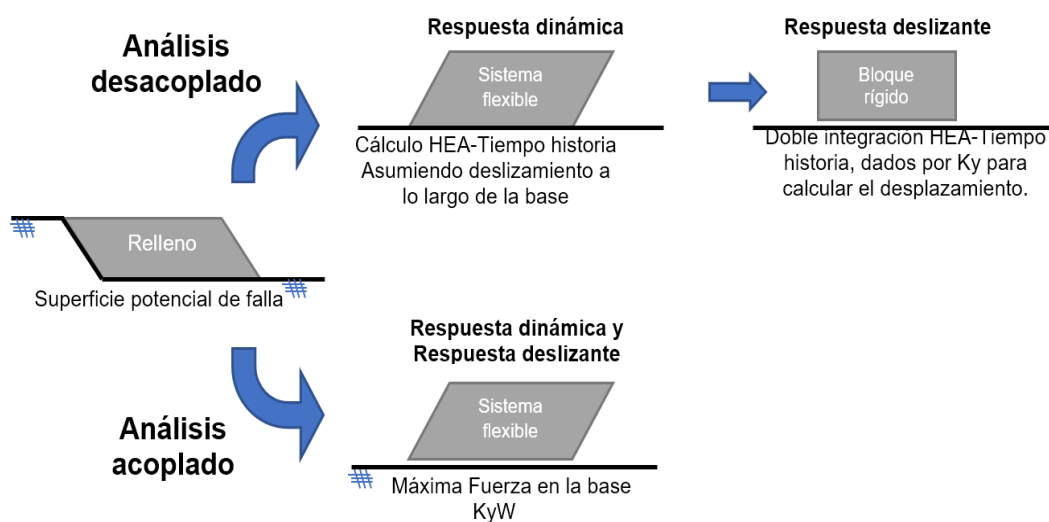 Análisis
desacoplado
Respuesta dinámica
Sistema
flexible
Cálculo HEA-Tiempo historia
Asumiendo deslizamiento a
lo largo de la base
Respuesta deslizante
Bloque
rígido
Doble integración HEA-Tiempo
historia, dados por Ky para
calcular el desplazamiento.
Relleno
Superficie potencial de falla
Análisis
acoplado
Respuesta dinámica y
Respuesta deslizante
Sistema
flexible
Máxima Fuerza en la base
KyW